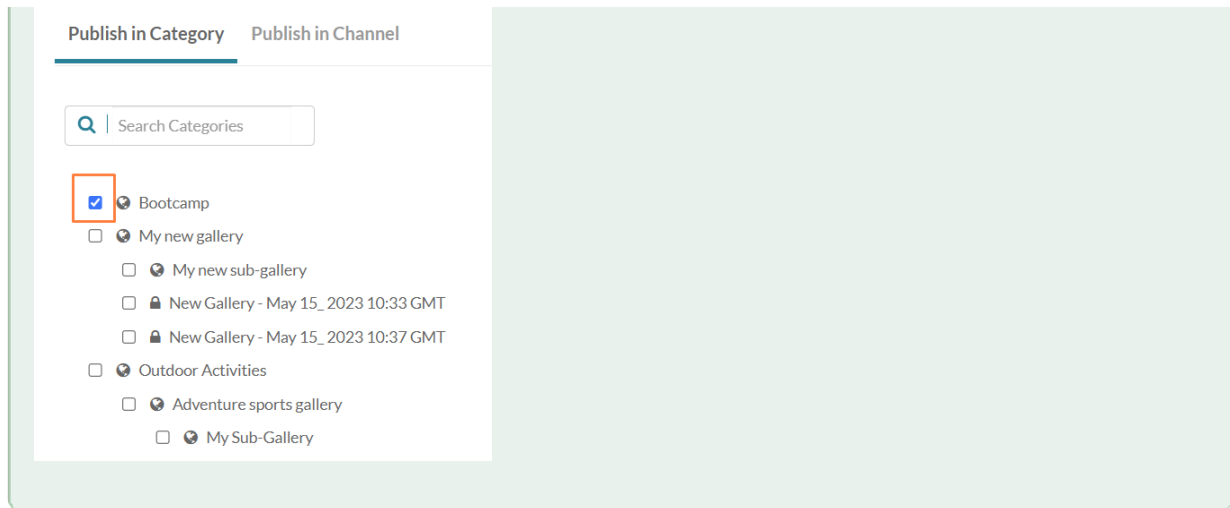 Publish in Category Publish in Channel
Search Categories
Bootcamp
My new gallery
My new sub-gallery
New Gallery - May 15_ 2023 10:33 GMT
New Gallery - May 15_ 2023 10:37 GMT
Outdoor Activities
Adventure sports gallery
My Sub-Gallery